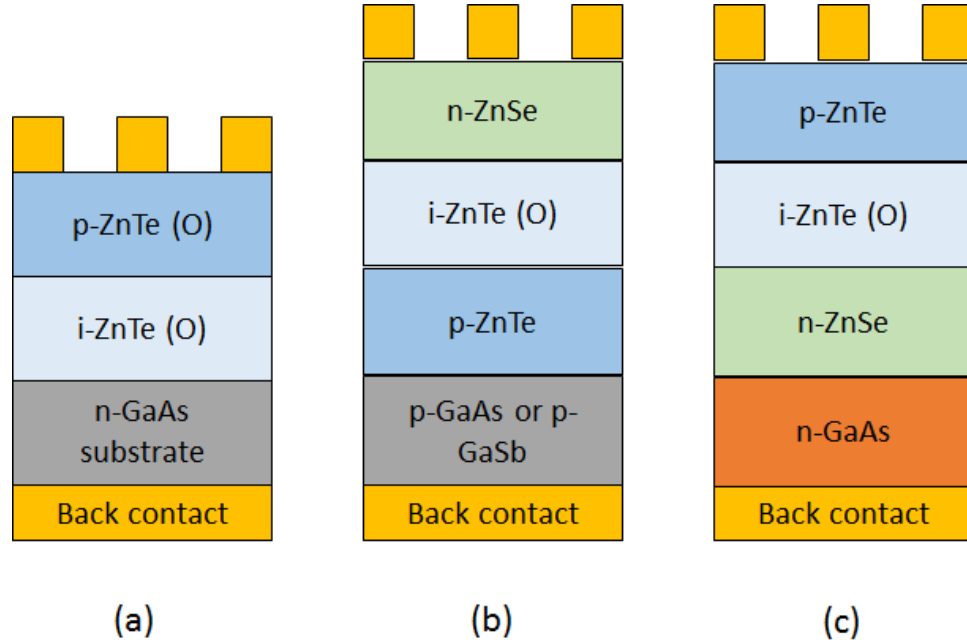 p-ZnTe (O)
i-ZnTe (O)
n-GaAs
substrate
Back contact
(a)
n-ZnSe
i-ZnTe (O)
p-ZnTe
p-GaAs or p-
GaSb
Back contact
(b)
p-ZnTe
i-ZnTe (O)
n-ZnSe
n-GaAs
Back contact
(c)